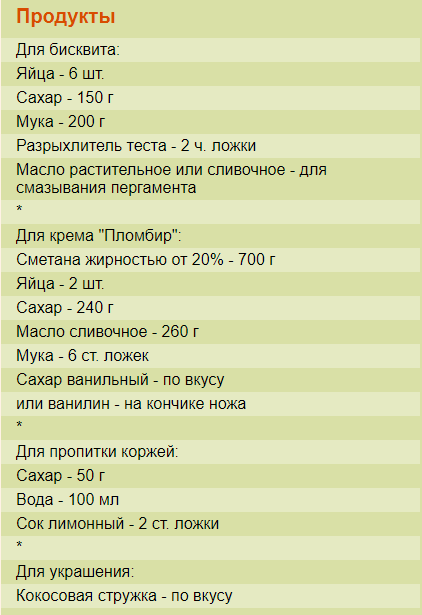 Продукты
Для бисквита:
Яйца - 6 шт.
Сахар - 150 г
Мука - 200 г
Разрыхлитель теста - 2 ч. ложки
Масло растительное или сливочное - для
смазывания пергамента
*
Для крема "Пломбир":
Сметана жирностью от 20% - 700 г
Яйца - 2 шт.
Сахар - 240 г
Масло сливочное - 260 г
Мука - 6 ст. ложек
Сахар ванильный - по вкусу
или ванилин - на кончике ножа
*
Для пропитки коржей:
Сахар - 50 г
Вода - 100 мл
Сок лимонный - 2 ст. ложки
*
Для украшения:
Кокосовая стружка - по вкусу